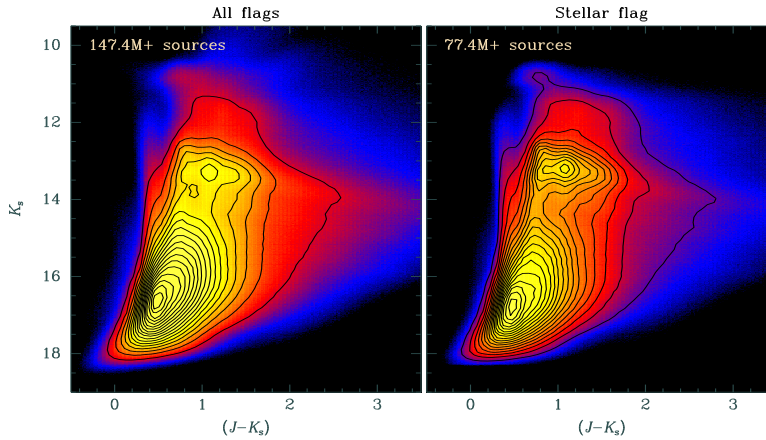 All flags
Stellar flag
147.4M+ sources
77.4M+ sources
10
12
14
16
18
Ks
0
1
2
3
0
1
2
3
(J−Ks)
(J−Ks)